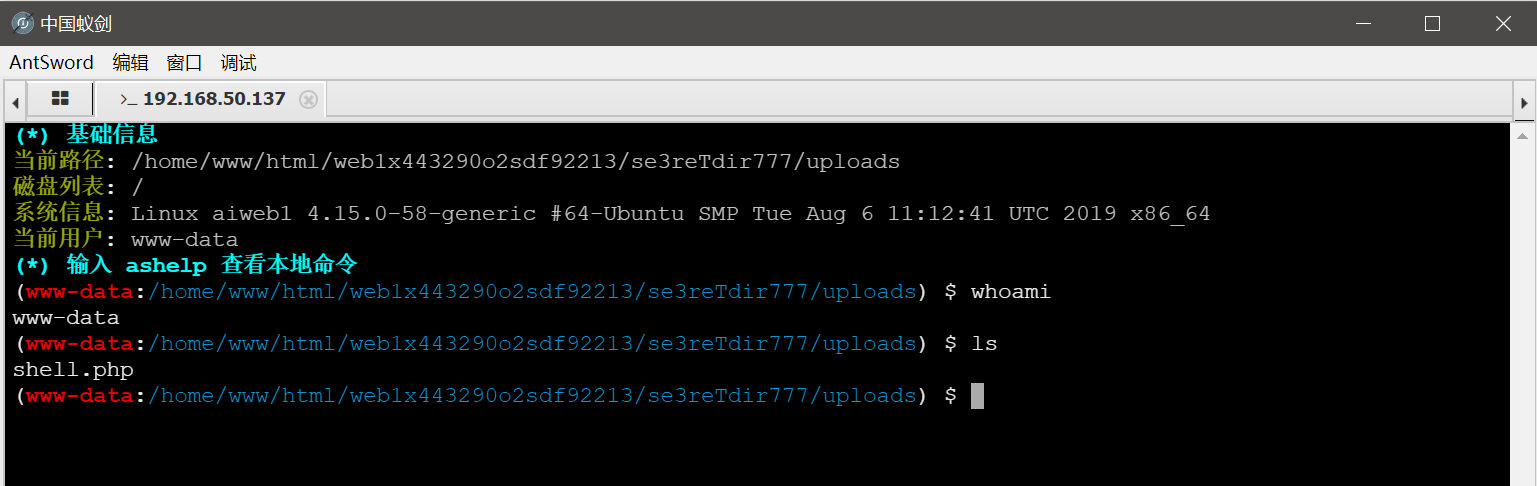 中国蚁剑
AntSword 编辑 窗口 调试
>_ 192.168.50.137
(*) 基础信息
当前路径: /home/www/html/web1x443290o2sdf92213/se3reTdir777/uploads
磁盘列表: /
系统信息: Linux aiweb1 4.15.0-58-generic #64-Ubuntu SMP Tue Aug 6 11:12:41 UTC 2019 x86_64
当前用户: www-data
(*) 输入 ashelp 查看本地命令
(www-data:/home/www/html/web1x443290o2sdf92213/se3reTdir777/uploads) $ whoami
www-data
(www-data:/home/www/html/web1x443290o2sdf92213/se3reTdir777/uploads) $ ls
shell.php
(www-data:/home/www/html/web1x443290o2sdf92213/se3reTdir777/uploads) $